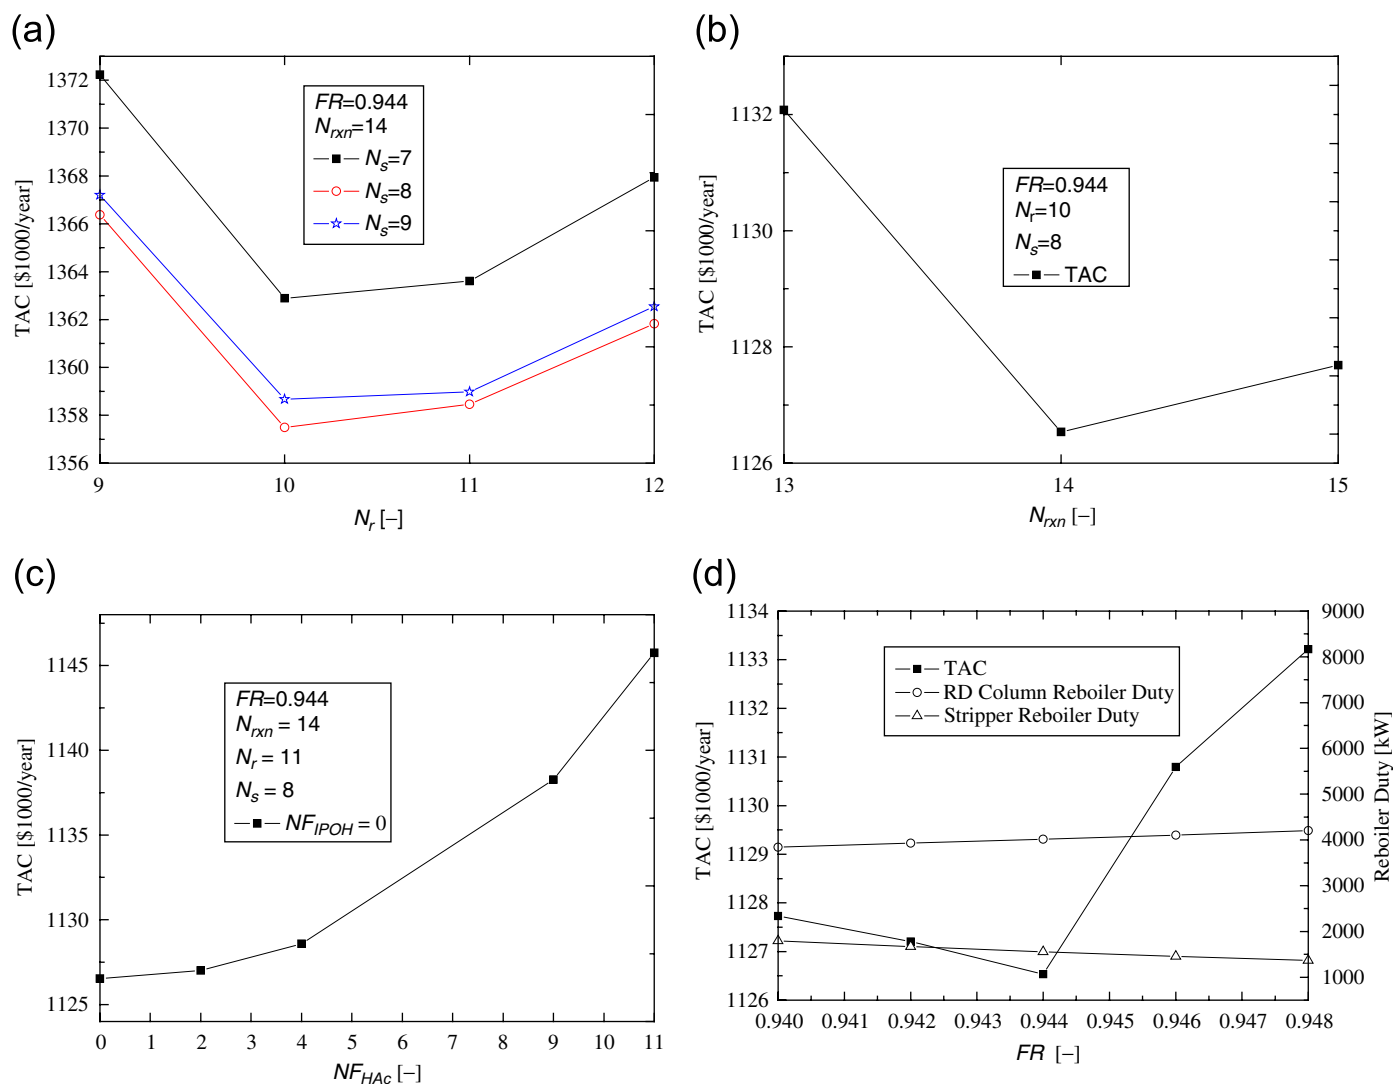 (a)
TAC [$1000/year]
1372
1370
1368
1366
1364
1362
1360
1358
1356
FR=0.944
Nrxn=14
Ns=7
Ns=8
Ns=9
9 10 11 12
Nr [–]
(b)
TAC [$1000/year]
1132
1130
1128
1126
FR=0.944
Nr=10
Ns=8
TAC
13 14 15
Nrxn [–]
(c)
TAC [$1000/year]
1145
1140
1135
1130
1125
FR=0.944
Nrxn = 14
Nr = 11
Ns = 8
NFIPOH = 0
0 1 2 3 4 5 6 7 8 9 10 11
NFHAc [–]
(d)
TAC [$1000/year]
1134
1133
1132
1131
1130
1129
1128
1127
1126
TAC
RD Column Reboiler Duty
Stripper Reboiler Duty
9000
8000
7000
6000
5000
4000
3000
2000
1000
Reboiler Duty [kW]
0.940 0.941 0.942 0.943 0.944 0.945 0.946 0.947 0.948
FR [–]